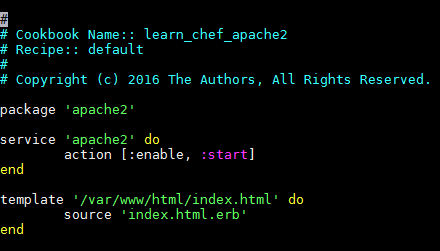 #
# Cookbook Name:: learn_chef_apache2
# Recipe:: default
#
# Copyright (c) 2016 The Authors, All Rights Reserved.

package 'apache2'

service 'apache2' do
        action [:enable, :start]
end

template '/var/www/html/index.html' do
        source 'index.html.erb'
end